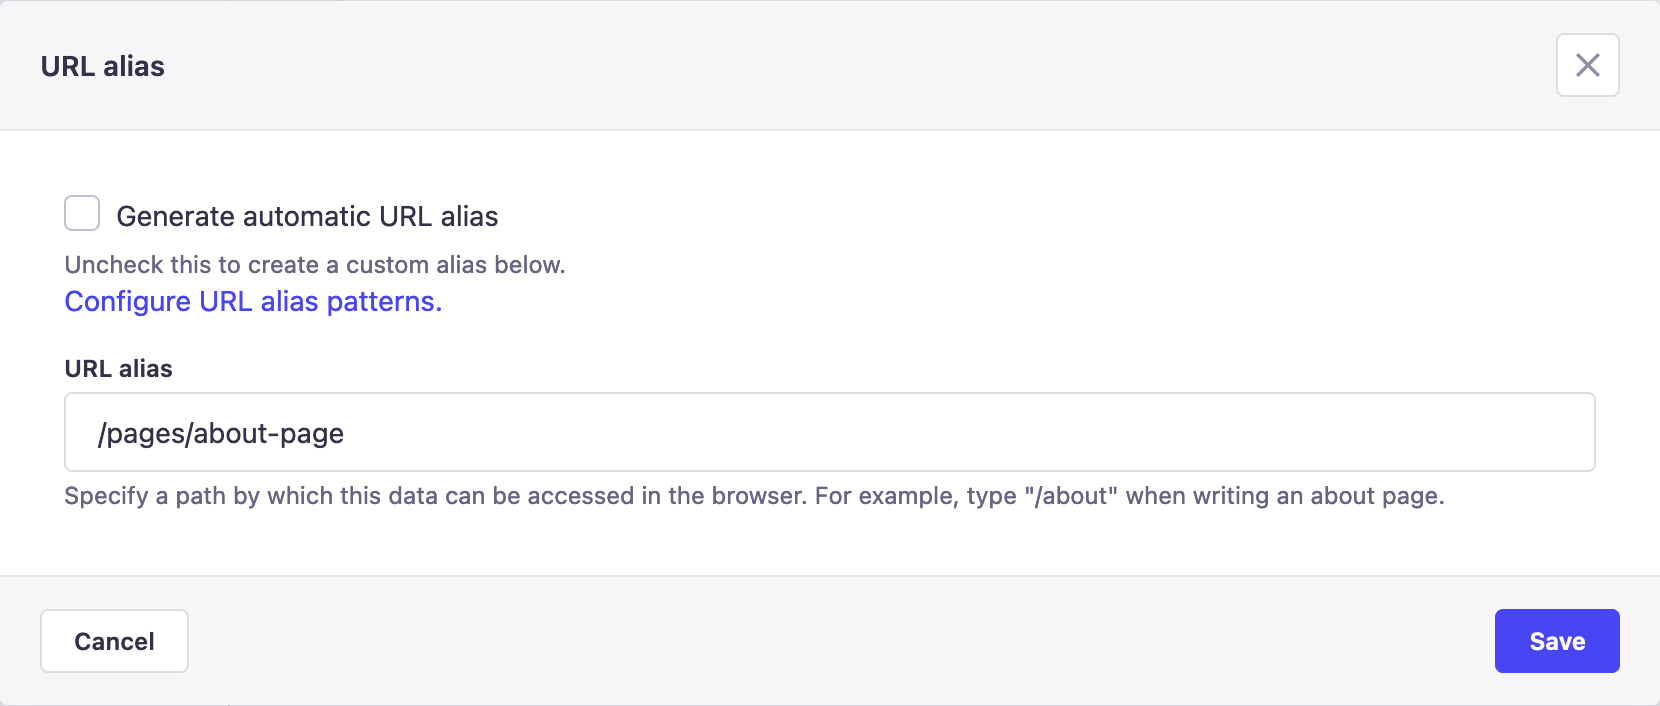 URL alias
Generate automatic URL alias
Uncheck this to create a custom alias below.
Configure URL alias patterns.
URL alias
/pages/about-page
Specify a path by which this data can be accessed in the browser. For example, type "/about" when writing an about page.
Cancel
Save